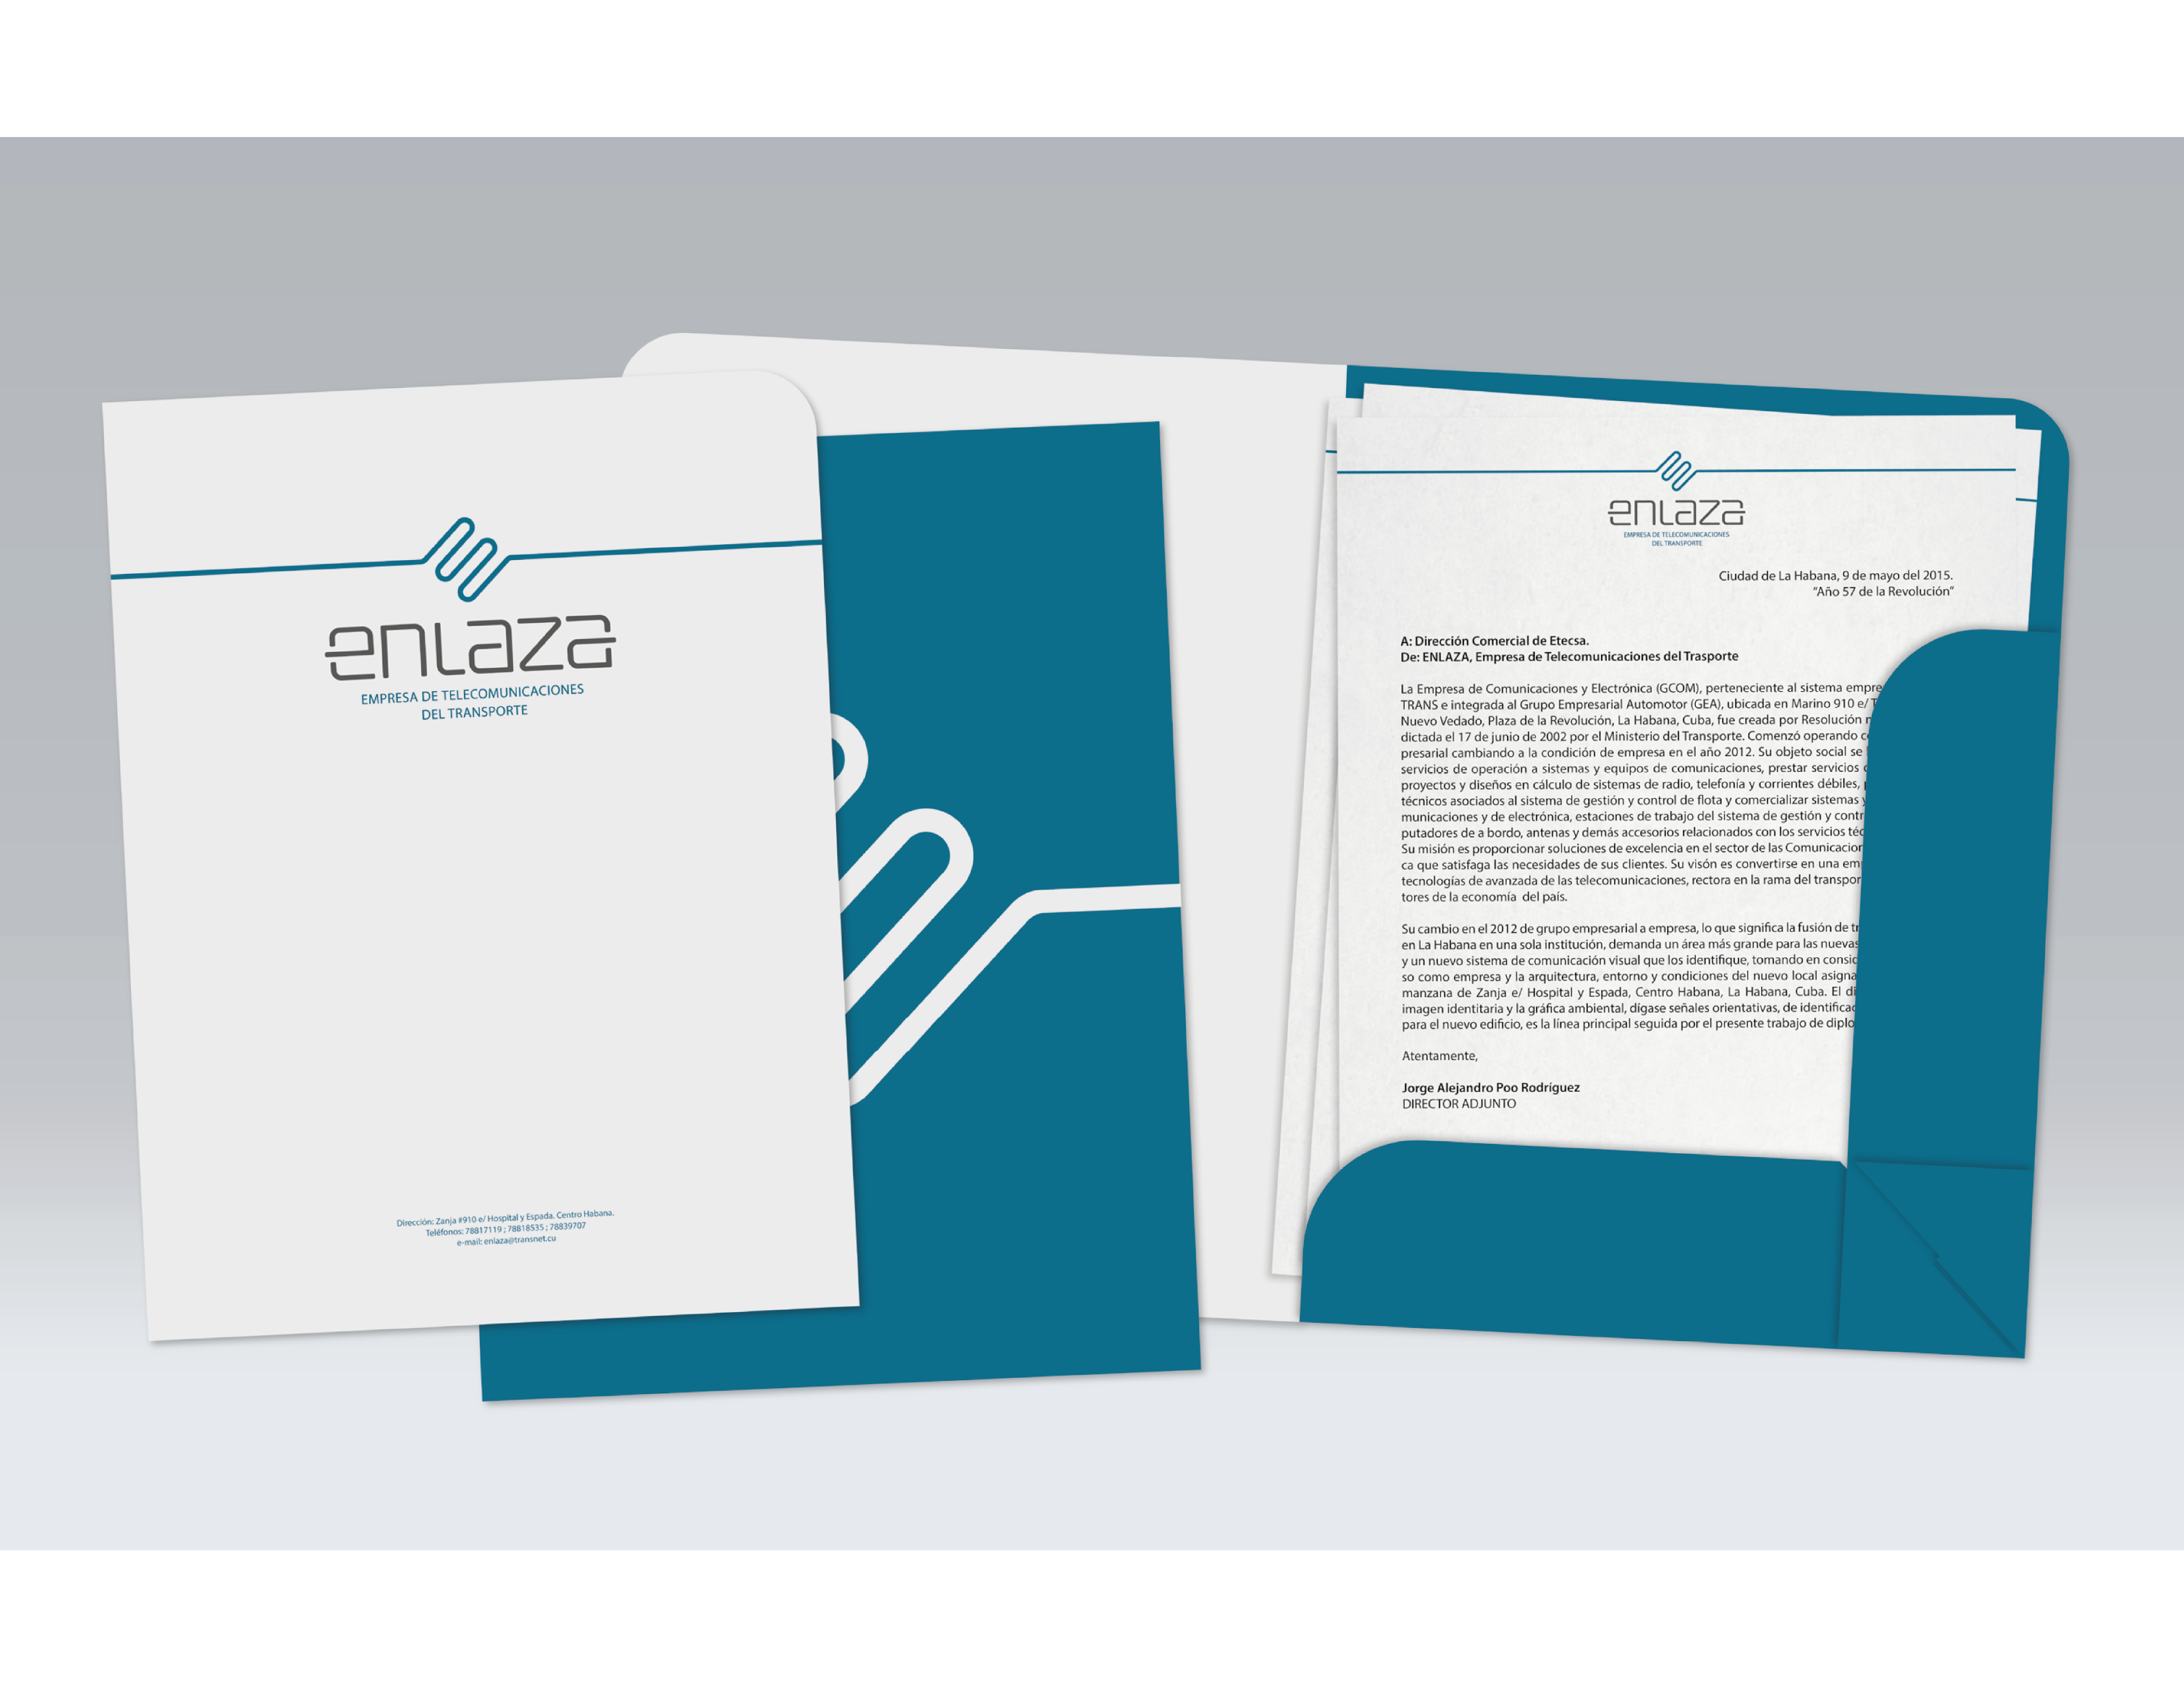 enlaza
EMPRESA DE TELECOMUNICACIONES
DEL TRANSPORTE
Dirección: Zanja #910 e/ Hospital y Espada. Centro Habana.
Teléfonos: 78817119 ; 78818535 ; 78839707
e-mail: enlaza@transnet.cu
enlaza
EMPRESA DE TELECOMUNICACIONES
DEL TRANSPORTE
Ciudad de La Habana, 9 de mayo del 2015.
“Año 57 de la Revolución”
A: Dirección Comercial de Etecsa.
De: ENLAZA, Empresa de Telecomunicaciones del Trasporte
La Empresa de Comunicaciones y Electrónica (GCOM), perteneciente al sistema empre
TRANS e integrada al Grupo Empresarial Automotor (GEA), ubicada en Marino 910 e/
Nuevo Vedado, Plaza de la Revolución, La Habana, Cuba, fue creada por Resolución
dictada el 17 de junio de 2002 por el Ministerio del Transporte. Comenzó operando
presarial cambiando a la condición de empresa en el año 2012. Su objeto social se
servicios de operación a sistemas y equipos de comunicaciones, prestar servicios
proyectos y diseños en cálculo de sistemas de radio, telefonía y corrientes débiles,
técnicos asociados al sistema de gestión y control de flota y comercializar sistemas y
municaciones y de electrónica, estaciones de trabajo del sistema de gestión y contr
putadores de a bordo, antenas y demás accesorios relacionados con los servicios téc
Su misión es proporcionar soluciones de excelencia en el sector de las Comunicacion
ca que satisfaga las necesidades de sus clientes. Su visón es convertirse en una em
tecnologías de avanzada de las telecomunicaciones, rectora en la rama del transpor
tores de la economía del país.
Su cambio en el 2012 de grupo empresarial a empresa, lo que significa la fusión de tr
en La Habana en una sola institución, demanda un área más grande para las nuevas
y un nuevo sistema de comunicación visual que los identifique, tomando en consid
so como empresa y la arquitectura, entorno y condiciones del nuevo local asigna
manzana de Zanja e/ Hospital y Espada, Centro Habana, La Habana, Cuba. El di
imagen identitaria y la gráfica ambiental, dígase señales orientativas, de identificac
para el nuevo edificio, es la línea principal seguida por el presente trabajo de diplo
Atentamente,
Jorge Alejandro Poo Rodríguez
DIRECTOR ADJUNTO